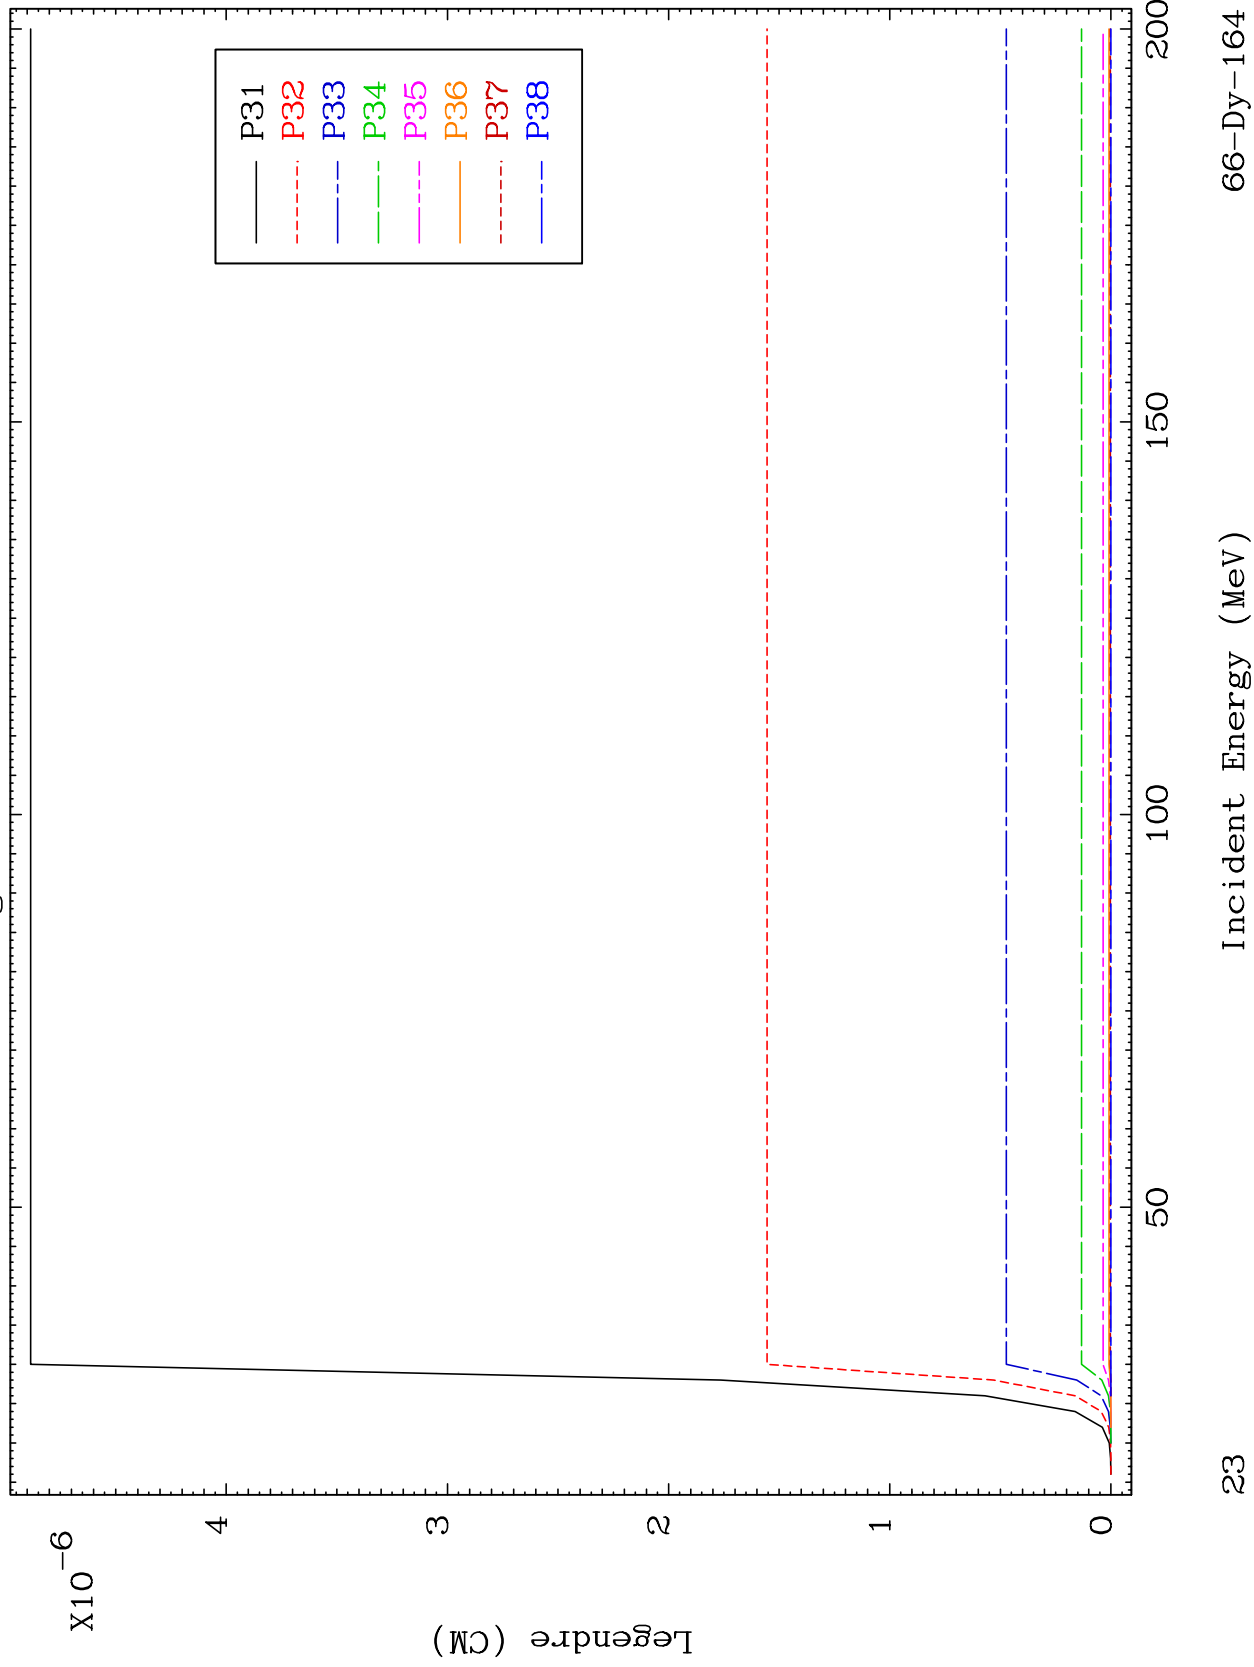 X10-6
4
3
2
1
0
Legendre (CM)
P31
P32
P33
P34
P35
P36
P37
P38
50
100
150
200
23
Incident Energy (MeV)
66-Dy-164